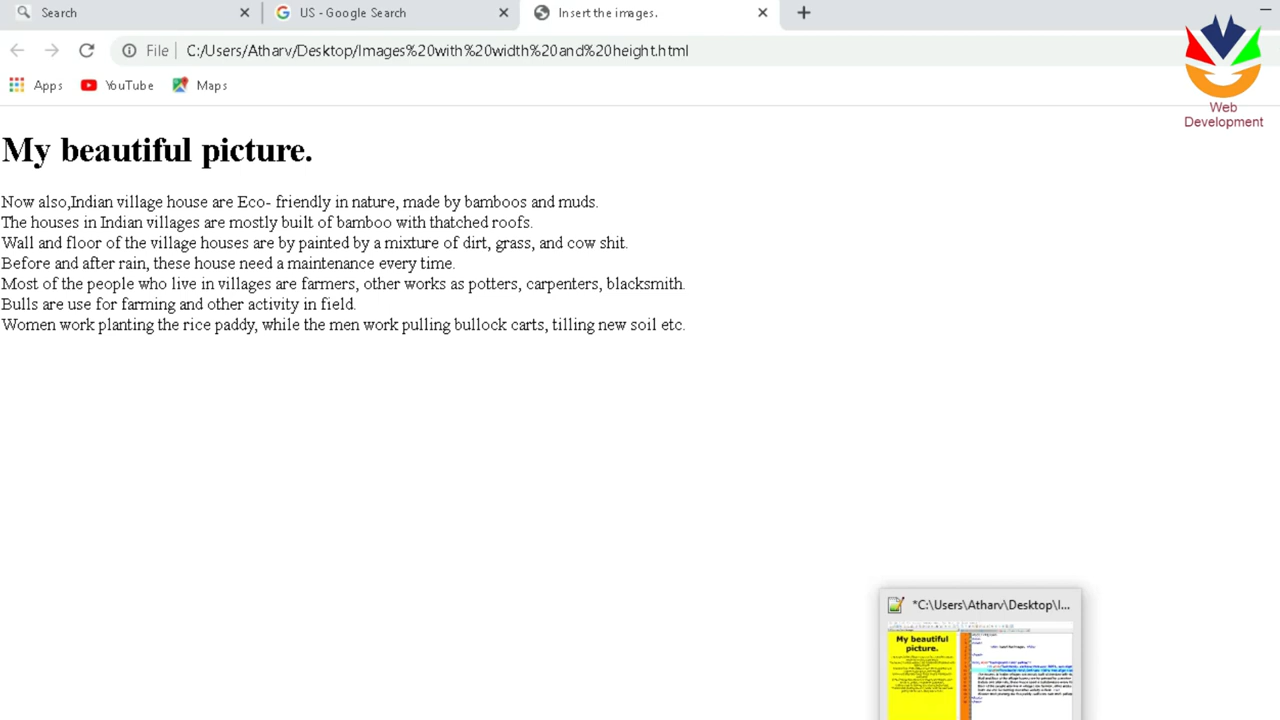 Search
US - Google Search
Insert the images.
File
C:/Users/Atharv/Desktop/Images%20with%20width%20and%20height.html
Apps
YouTube
Maps
Web
Development
My beautiful picture.
Now also,Indian village house are Eco- friendly in nature, made by bamboos and muds.
The houses in Indian villages are mostly built of bamboo with thatched roofs.
Wall and floor of the village houses are by painted by a mixture of dirt, grass, and cow shit.
Before and after rain, these house need a maintenance every time.
Most of the people who live in villages are farmers, other works as potters, carpenters, blacksmith.
Bulls are use for farming and other activity in field.
Women work planting the rice paddy, while the men work pulling bullock carts, tilling new soil etc.
*C:\Users\Atharv\Desktop\I...
My beautiful
picture.